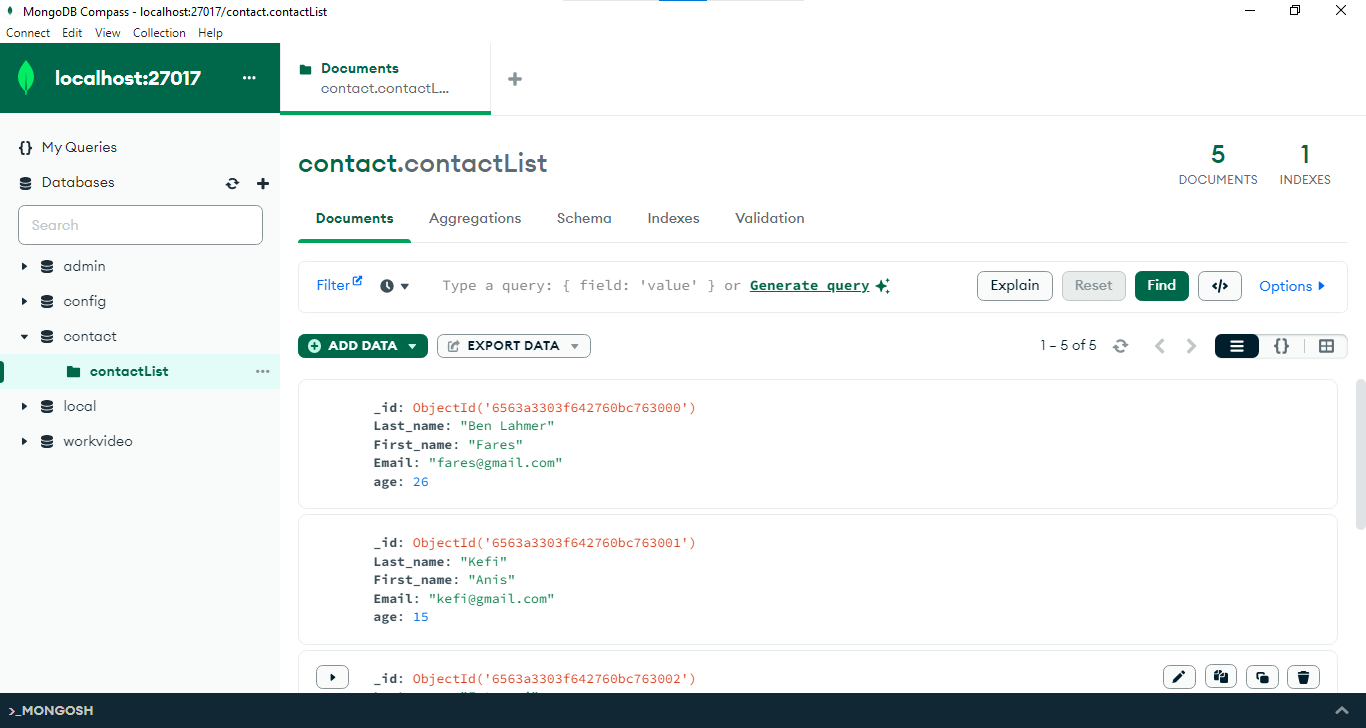 MongoDB Compass - localhost:27017/contact.contactList
Connect Edit View Collection Help
localhost:27017
Documents
contact.contactL...
{} My Queries
Databases
Search
admin
config
contact
contactList
local
workvideo
contact.contactList
5
DOCUMENTS
1
INDEXES
Documents Aggregations Schema Indexes Validation
Filter Type a query: { field: 'value' } or Generate query Explain Reset Find </> Options
ADD DATA EXPORT DATA 1 – 5 of 5 {}
_id: ObjectId('6563a3303f642760bc763000')
Last_name: "Ben Lahmer"
First_name: "Fares"
Email: "fares@gmail.com"
age: 26
_id: ObjectId('6563a3303f642760bc763001')
Last_name: "Kefi"
First_name: "Anis"
Email: "kefi@gmail.com"
age: 15
_id: ObjectId('6563a3303f642760bc763002')
>_MONGOSH